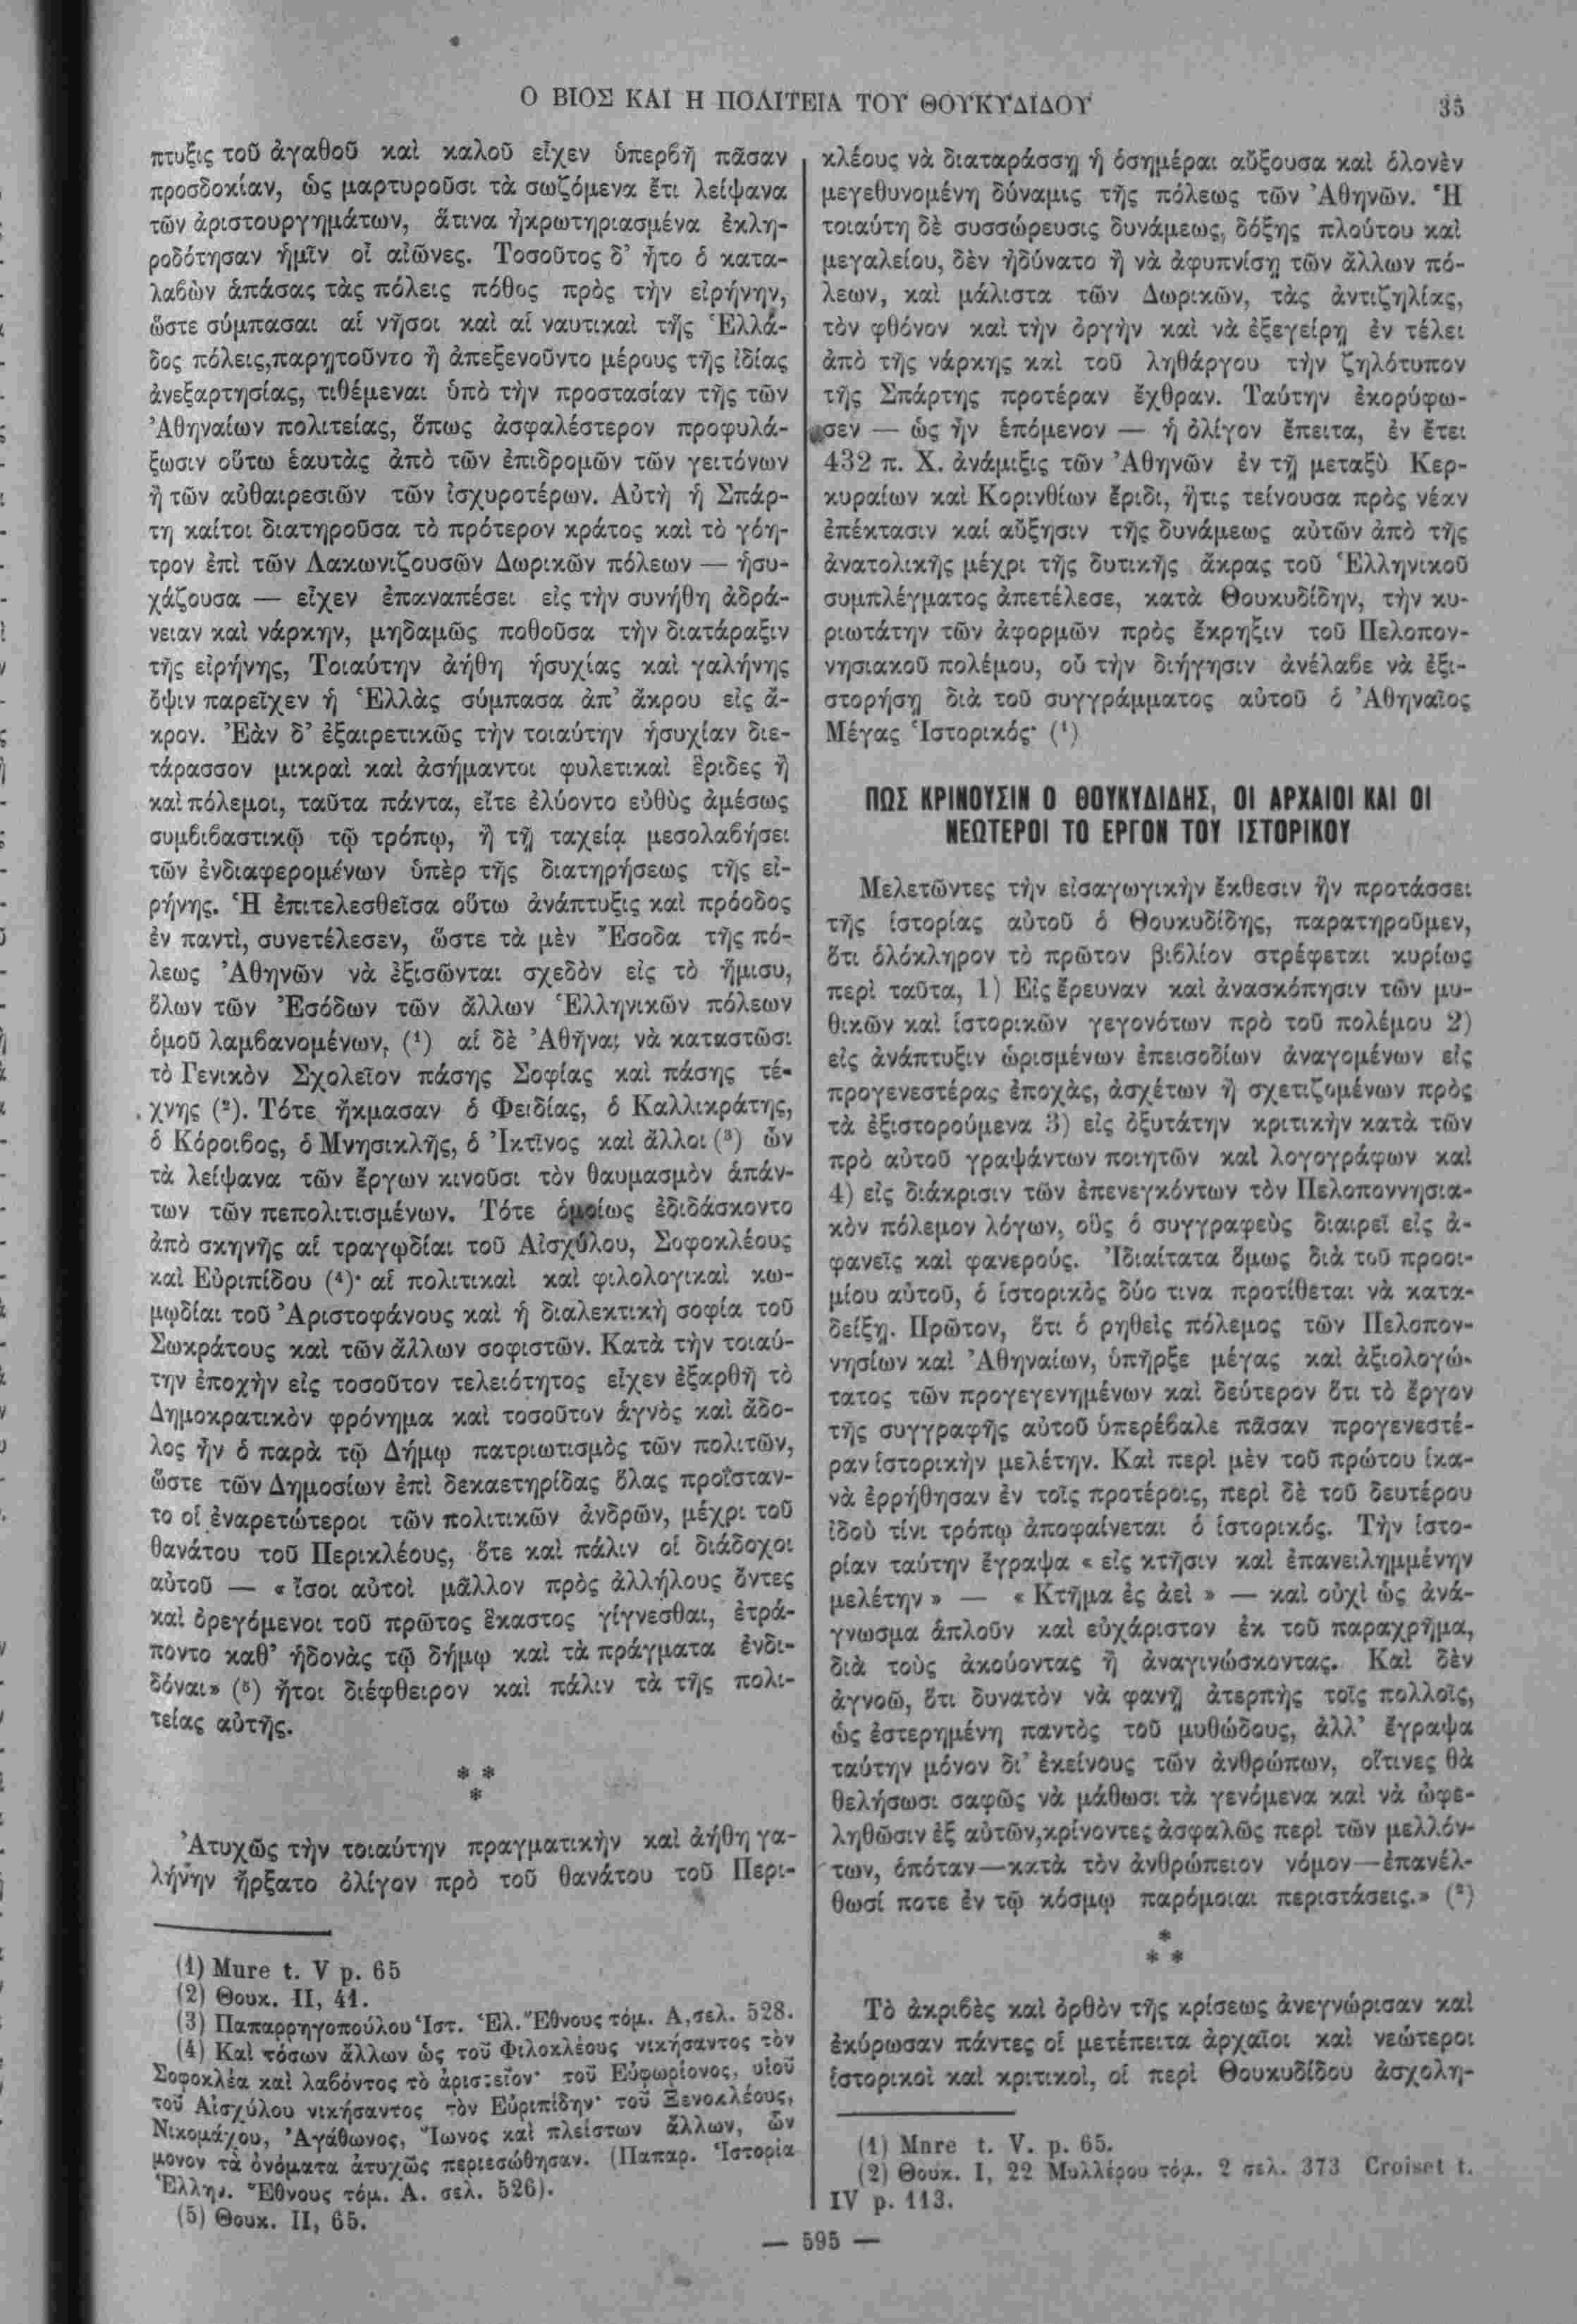 Ο ΒΙΟΣ ΚΑΙ Η ΠΟΛΙΤΕΙΑ ΤΟΥ ΘΟΥΚΥΔΙΔΟΥ 35
πτυξις τοῦ ἀγαθοῦ καὶ καλοῦ εἶχεν ὑπερβῆ πᾶσαν
προσδοκίαν, ὡς μαρτυροῦσι τὰ σωζόμενα ἔτι λείψανα
τῶν ἀριστουργημάτων, ἅτινα ἠκρωτηριασμένα ἐκλη-
ροδότησαν ἡμῖν οἱ αἰῶνες. Τοσοῦτος δ' ἦτο ὁ κατα-
λαβὼν ἁπάσας τὰς πόλεις πόθος πρὸς τὴν εἰρήνην,
ὥστε σύμπασαι αἱ νῆσοι καὶ αἱ ναυτικαὶ τῆς Ἑλλά-
δος πόλεις,παρῃτοῦντο ἢ ἀπεξενοῦντο μέρους τῆς ἰδίας
ἀνεξαρτησίας, τιθέμεναι ὑπὸ τὴν προστασίαν τῆς τῶν
Ἀθηναίων πολιτείας, ὅπως ἀσφαλέστερον προφυλά-
ξωσιν οὕτω ἑαυτὰς ἀπὸ τῶν ἐπιδρομῶν τῶν γειτόνων
ἢ τῶν αὐθαιρεσιῶν τῶν ἰσχυροτέρων. Αὐτὴ ἡ Σπάρ-
τη καίτοι διατηροῦσα τὸ πρότερον κράτος καὶ τὸ γόη-
τρον ἐπὶ τῶν Λακωνιζουσῶν Δωρικῶν πόλεων — ἡσυ-
χάζουσα — εἶχεν ἐπαναπέσει εἰς τὴν συνήθη ἀδρά-
νειαν καὶ νάρκην, μηδαμῶς ποθοῦσα τὴν διατάραξιν
τῆς εἰρήνης, Τοιαύτην ἀήθη ἡσυχίας καὶ γαλήνης
ὄψιν παρεῖχεν ἡ Ἑλλὰς σύμπασα ἀπ' ἄκρου εἰς ἄ-
κρον. Ἐὰν δ' ἐξαιρετικῶς τὴν τοιαύτην ἡσυχίαν διε-
τάρασσον μικραὶ καὶ ἀσήμαντοι φυλετικαὶ ἔριδες ἢ
καὶ πόλεμοι, ταῦτα πάντα, εἴτε ἐλύοντο εὐθὺς ἀμέσως
συμβιβαστικῷ τῷ τρόπῳ, ἢ τῇ ταχείᾳ μεσολαβήσει
τῶν ἐνδιαφερομένων ὑπὲρ τῆς διατηρήσεως τῆς εἰ-
ρήνης. Ἡ ἐπιτελεσθεῖσα οὕτω ἀνάπτυξις καὶ πρόοδος
ἐν παντὶ, συνετέλεσεν, ὥστε τὰ μὲν Ἔσοδα τῆς πό-
λεως Ἀθηνῶν νὰ ἐξισῶνται σχεδὸν εἰς τὸ ἥμισυ,
ὅλων τῶν Ἐσόδων τῶν ἄλλων Ἑλληνικῶν πόλεων
ὁμοῦ λαμβανομένων, (¹) αἱ δὲ Ἀθῆναι νὰ καταστῶσι
τὸ Γενικὸν Σχολεῖον πάσης Σοφίας καὶ πάσης τέ-
χνης (²). Τότε ἤκμασαν ὁ Φειδίας, ὁ Καλλικράτης,
ὁ Κόροιβος, ὁ Μνησικλῆς, ὁ Ἰκτῖνος καὶ ἄλλοι (³) ὧν
τὰ λείψανα τῶν ἔργων κινοῦσι τὸν θαυμασμὸν ἁπάν-
των τῶν πεπολιτισμένων. Τότε ὁμοίως ἐδιδάσκοντο
ἀπὸ σκηνῆς αἱ τραγῳδίαι τοῦ Αἰσχύλου, Σοφοκλέους
καὶ Εὐριπίδου (⁴)· αἱ πολιτικαὶ καὶ φιλολογικαὶ κω-
μῳδίαι τοῦ Ἀριστοφάνους καὶ ἡ διαλεκτικὴ σοφία τοῦ
Σωκράτους καὶ τῶν ἄλλων σοφιστῶν. Κατὰ τὴν τοιαύ-
την ἐποχὴν εἰς τοσοῦτον τελειότητος εἶχεν ἐξαρθῆ τὸ
Δημοκρατικὸν φρόνημα καὶ τοσοῦτον ἁγνὸς καὶ ἄδο-
λος ἦν ὁ παρὰ τῷ Δήμῳ πατριωτισμὸς τῶν πολιτῶν,
ὥστε τῶν Δημοσίων ἐπὶ δεκαετηρίδας ὅλας προΐσταν-
το οἱ ἐναρετώτεροι τῶν πολιτικῶν ἀνδρῶν, μέχρι τοῦ
θανάτου τοῦ Περικλέους, ὅτε καὶ πάλιν οἱ διάδοχοι
αὐτοῦ — « ἴσοι αὐτοὶ μᾶλλον πρὸς ἀλλήλους ὄντες
καὶ ὀρεγόμενοι τοῦ πρῶτος ἕκαστος γίγνεσθαι, ἐτρά-
ποντο καθ' ἡδονὰς τῷ δήμῳ καὶ τὰ πράγματα ἐνδι-
δόναι» (⁵) ἤτοι διέφθειρον καὶ πάλιν τὰ τῆς πολι-
τείας αὐτῆς.
* *
*
Ἀτυχῶς τὴν τοιαύτην πραγματικὴν καὶ ἀήθη γα-
λήνην ἤρξατο ὀλίγον πρὸ τοῦ θανάτου τοῦ Περι-
(1) Mure t. V p. 65
(2) Θουκ. II, 41.
(3) Παπαρρηγοπούλου Ἱστ. Ἑλ. Ἔθνους τόμ. Α,σελ. 528.
(4) Καὶ τόσων ἄλλων ὡς τοῦ Φιλοκλέους νικήσαντος τὸν
Σοφοκλέα καὶ λαβόντος τὸ ἀριστεῖον· τοῦ Εὐφωρίονος, υἱοῦ
τοῦ Αἰσχύλου νικήσαντος τὸν Εὐριπίδην· τοῦ Ξενοκλέους,
Νικομάχου, Ἀγάθωνος, Ἴωνος καὶ πλείστων ἄλλων, ὧν
μονον τὰ ὀνόματα ἀτυχῶς περιεσώθησαν. (Παπαρ. Ἱστορία
Ἑλλην. Ἔθνους τόμ. Α. σελ. 526).
(5) Θουκ. II, 65.
κλέους νὰ διαταράσσῃ ἡ ὁσημέραι αὔξουσα καὶ ὁλονὲν
μεγεθυνομένη δύναμις τῆς πόλεως τῶν Ἀθηνῶν. Ἡ
τοιαύτη δὲ συσσώρευσις δυνάμεως, δόξης πλούτου καὶ
μεγαλείου, δὲν ἠδύνατο ἢ νὰ ἀφυπνίσῃ τῶν ἄλλων πό-
λεων, καὶ μάλιστα τῶν Δωρικῶν, τὰς ἀντιζηλίας,
τὸν φθόνον καὶ τὴν ὀργὴν καὶ νὰ ἐξεγείρῃ ἐν τέλει
ἀπὸ τῆς νάρκης καὶ τοῦ ληθάργου τὴν ζηλότυπον
τῆς Σπάρτης προτέραν ἔχθραν. Ταύτην ἐκορύφω-
σεν — ὡς ἦν ἑπόμενον — ἡ ὀλίγον ἔπειτα, ἐν ἔτει
432 π. Χ. ἀνάμιξις τῶν Ἀθηνῶν ἐν τῇ μεταξὺ Κερ-
κυραίων καὶ Κορινθίων ἔριδι, ἥτις τείνουσα πρὸς νέαν
ἐπέκτασιν καί αὔξησιν τῆς δυνάμεως αὐτῶν ἀπὸ τῆς
ἀνατολικῆς μέχρι τῆς δυτικῆς ἄκρας τοῦ Ἑλληνικοῦ
συμπλέγματος ἀπετέλεσε, κατὰ Θουκυδίδην, τὴν κυ-
ριωτάτην τῶν ἀφορμῶν πρὸς ἔκρηξιν τοῦ Πελοπον-
νησιακοῦ πολέμου, οὗ τὴν διήγησιν ἀνέλαβε νὰ ἐξι-
στορήσῃ διὰ τοῦ συγγράμματος αὐτοῦ ὁ Ἀθηναῖος
Μέγας Ἱστορικός· (¹)
ΠΩΣ ΚΡΙΝΟΥΣΙΝ Ο ΘΟΥΚΥΔΙΔΗΣ, ΟΙ ΑΡΧΑΙΟΙ ΚΑΙ ΟΙ
ΝΕΩΤΕΡΟΙ ΤΟ ΕΡΓΟΝ ΤΟΥ ΙΣΤΟΡΙΚΟΥ
Μελετῶντες τὴν εἰσαγωγικὴν ἔκθεσιν ἣν προτάσσει
τῆς ἱστορίας αὐτοῦ ὁ Θουκυδίδης, παρατηροῦμεν,
ὅτι ὁλόκληρον τὸ πρῶτον βιβλίον στρέφεται κυρίως
περὶ ταῦτα, 1) Εἰς ἔρευναν καὶ ἀνασκόπησιν τῶν μυ-
θικῶν καὶ ἱστορικῶν γεγονότων πρὸ τοῦ πολέμου 2)
εἰς ἀνάπτυξιν ὡρισμένων ἐπεισοδίων ἀναγομένων εἰς
προγενεστέρας ἐποχὰς, ἀσχέτων ἢ σχετιζομένων πρὸς
τὰ ἐξιστορούμενα 3) εἰς ὀξυτάτην κριτικὴν κατὰ τῶν
πρὸ αὐτοῦ γραψάντων ποιητῶν καὶ λογογράφων καὶ
4) εἰς διάκρισιν τῶν ἐπενεγκόντων τὸν Πελοποννησια-
κὸν πόλεμον λόγων, οὓς ὁ συγγραφεὺς διαιρεῖ εἰς ἀ-
φανεῖς καὶ φανερούς. Ἰδιαίτατα ὅμως διὰ τοῦ προοι-
μίου αὐτοῦ, ὁ ἱστορικὸς δύο τινα προτίθεται νὰ κατα-
δείξῃ. Πρῶτον, ὅτι ὁ ρηθεὶς πόλεμος τῶν Πελοπον-
νησίων καὶ Ἀθηναίων, ὑπῆρξε μέγας καὶ ἀξιολογώ-
τατος τῶν προγεγενημένων καὶ δεύτερον ὅτι τὸ ἔργον
τῆς συγγραφῆς αὐτοῦ ὑπερέβαλε πᾶσαν προγενεστέ-
ραν ἱστορικὴν μελέτην. Καὶ περὶ μὲν τοῦ πρώτου ἱκα-
νὰ ἐρρήθησαν ἐν τοῖς προτέροις, περὶ δὲ τοῦ δευτέρου
ἰδοὺ τίνι τρόπῳ ἀποφαίνεται ὁ ἱστορικός. Τὴν ἱστο-
ρίαν ταύτην ἔγραψα « εἰς κτῆσιν καὶ ἐπανειλημμένην
μελέτην » — « Κτῆμα ἐς ἀεὶ » — καὶ οὐχὶ ὡς ἀνά-
γνωσμα ἁπλοῦν καὶ εὐχάριστον ἐκ τοῦ παραχρῆμα,
διὰ τοὺς ἀκούοντας ἢ ἀναγινώσκοντας. Καὶ δὲν
ἀγνοῶ, ὅτι δυνατὸν νὰ φανῇ ἀτερπὴς τοῖς πολλοῖς,
ὡς ἐστερημένη παντὸς τοῦ μυθώδους, ἀλλ' ἔγραψα
ταύτην μόνον δι' ἐκείνους τῶν ἀνθρώπων, οἵτινες θὰ
θελήσωσι σαφῶς νὰ μάθωσι τὰ γενόμενα καὶ νὰ ὠφε-
ληθῶσιν ἐξ αὐτῶν,κρίνοντες ἀσφαλῶς περὶ τῶν μελλόν-
των, ὁπόταν—κατὰ τὸν ἀνθρώπειον νόμον—ἐπανέλ-
θωσί ποτε ἐν τῷ κόσμῳ παρόμοιαι περιστάσεις.» (²)
*
* *
Τὸ ἀκριβὲς καὶ ὀρθὸν τῆς κρίσεως ἀνεγνώρισαν καὶ
ἐκύρωσαν πάντες οἱ μετέπειτα ἀρχαῖοι καὶ νεώτεροι
ἱστορικοὶ καὶ κριτικοὶ, οἱ περὶ Θουκυδίδου ἀσχολη-
(1) Mnre t. V. p. 65.
(2) Θουκ. I, 22 Μυλλέρου τόμ. 2 σελ. 373 Croiset t.
IV p. 113.
— 595 —